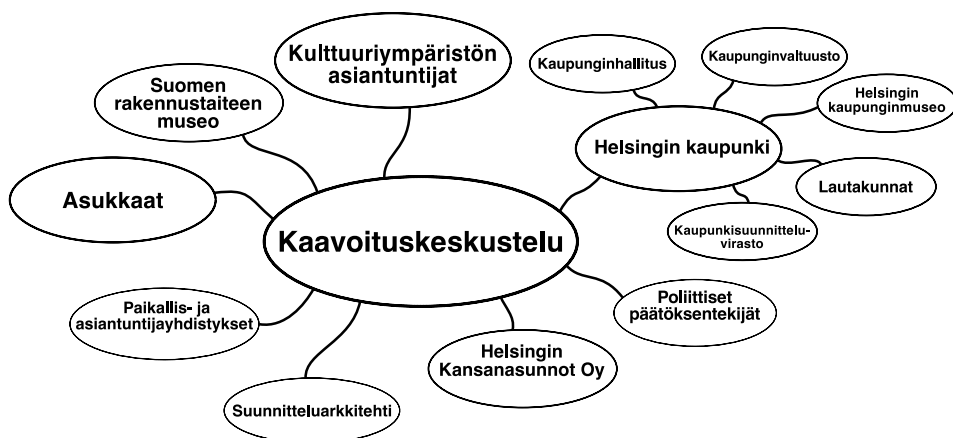 Kulttuuriympäristön
asiantuntijat
Kaupunginhallitus
Kaupunginvaltuusto
Suomen
rakennustaiteen
museo
Helsingin
kaupunginmuseo
Helsingin kaupunki
Asukkaat
Lautakunnat
Kaavoituskeskustelu
Kaupunkisuunnittelu-
virasto
Paikallis- ja
asiantuntijayhdistykset
Poliittiset
päätöksentekijät
Helsingin
Kansanasunnot Oy
Suunnitteluarkkitehti